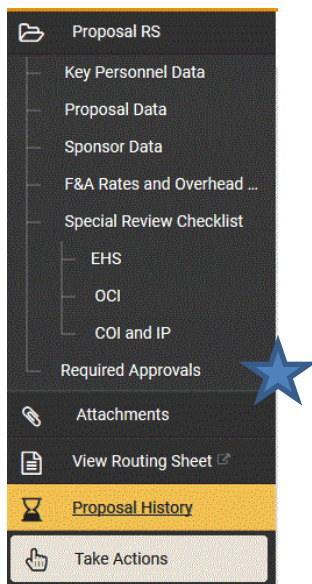 Proposal RS
Key Personnel Data
Proposal Data
Sponsor Data
F&A Rates and Overhead ...
Special Review Checklist
EHS
OCI
COI and IP
Required Approvals
Attachments
View Routing Sheet
Proposal History
Take Actions